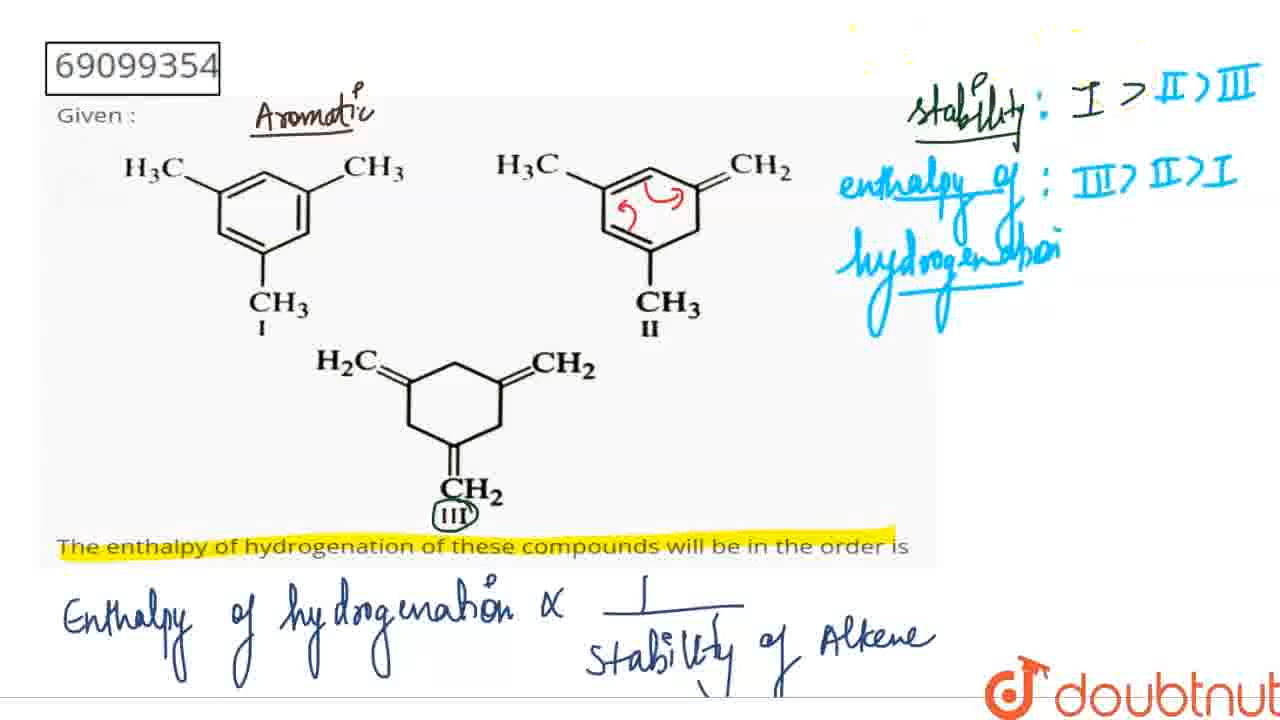 69099354
Given :
Aromatic
stability : I > II > III
enthalpy of : III > II > I
hydrogenation
H3C
CH3
CH3
I
H3C
CH2
CH3
II
H2C
CH2
CH2
III
The enthalpy of hydrogenation of these compounds will be in the order is
Enthalpy of hydrogenation ∝ 1
stability of Alkene
doubtnut